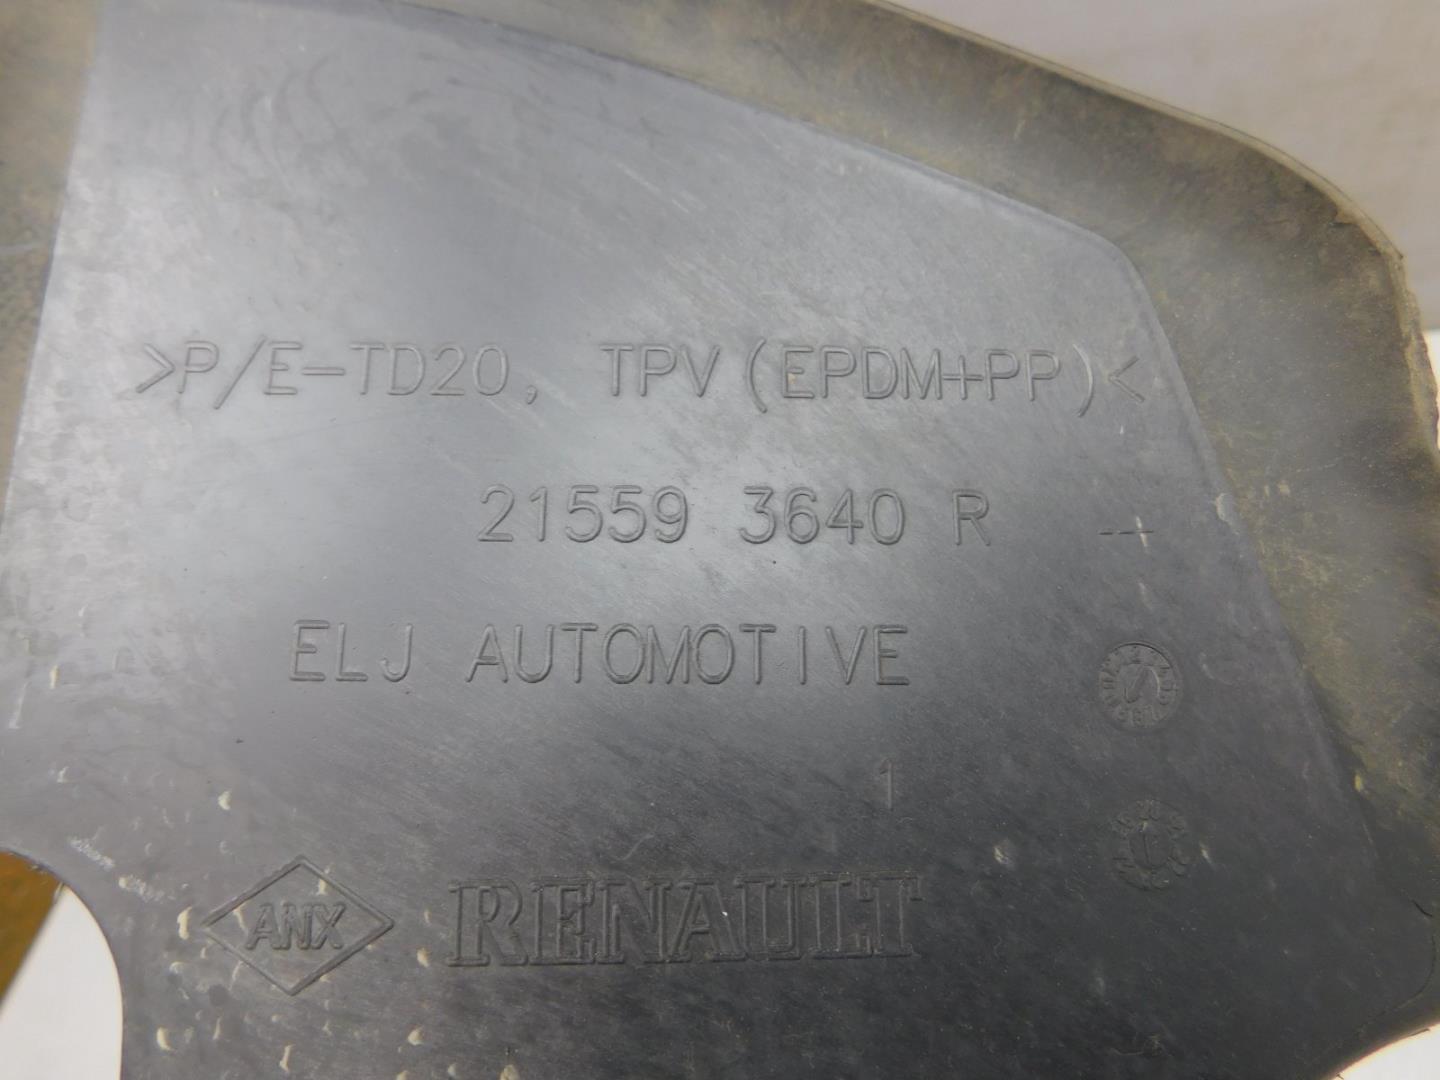 >P/E-TD20, TPV(EPDM+PP)<
21559 3640 R
ELJ AUTOMOTIVE
1
ANX RENAULT